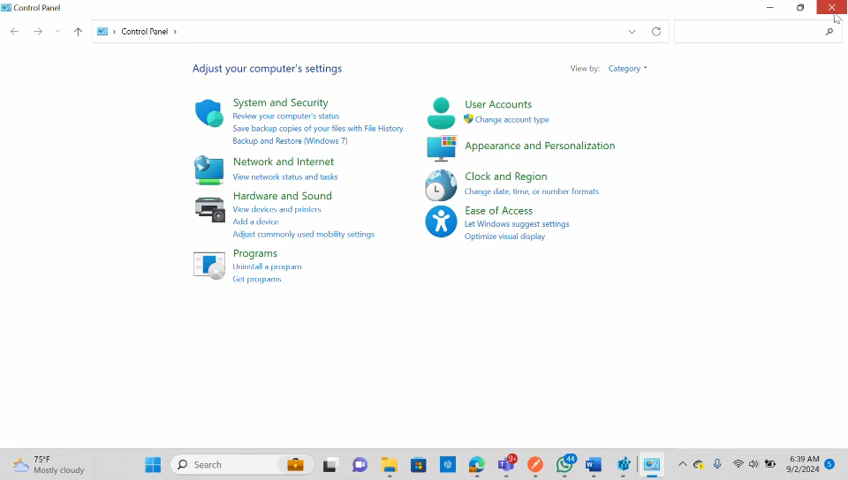 Control Panel
Control Panel
Adjust your computer's settings
View by: Category
System and Security
Review your computer's status
Save backup copies of your files with File History
Backup and Restore (Windows 7)
Network and Internet
View network status and tasks
Hardware and Sound
View devices and printers
Add a device
Adjust commonly used mobility settings
Programs
Uninstall a program
Get programs
User Accounts
Change account type
Appearance and Personalization
Clock and Region
Change date, time, or number formats
Ease of Access
Let Windows suggest settings
Optimize visual display
75°F
Mostly cloudy
Search
9+
44
6:39 AM
9/2/2024
5